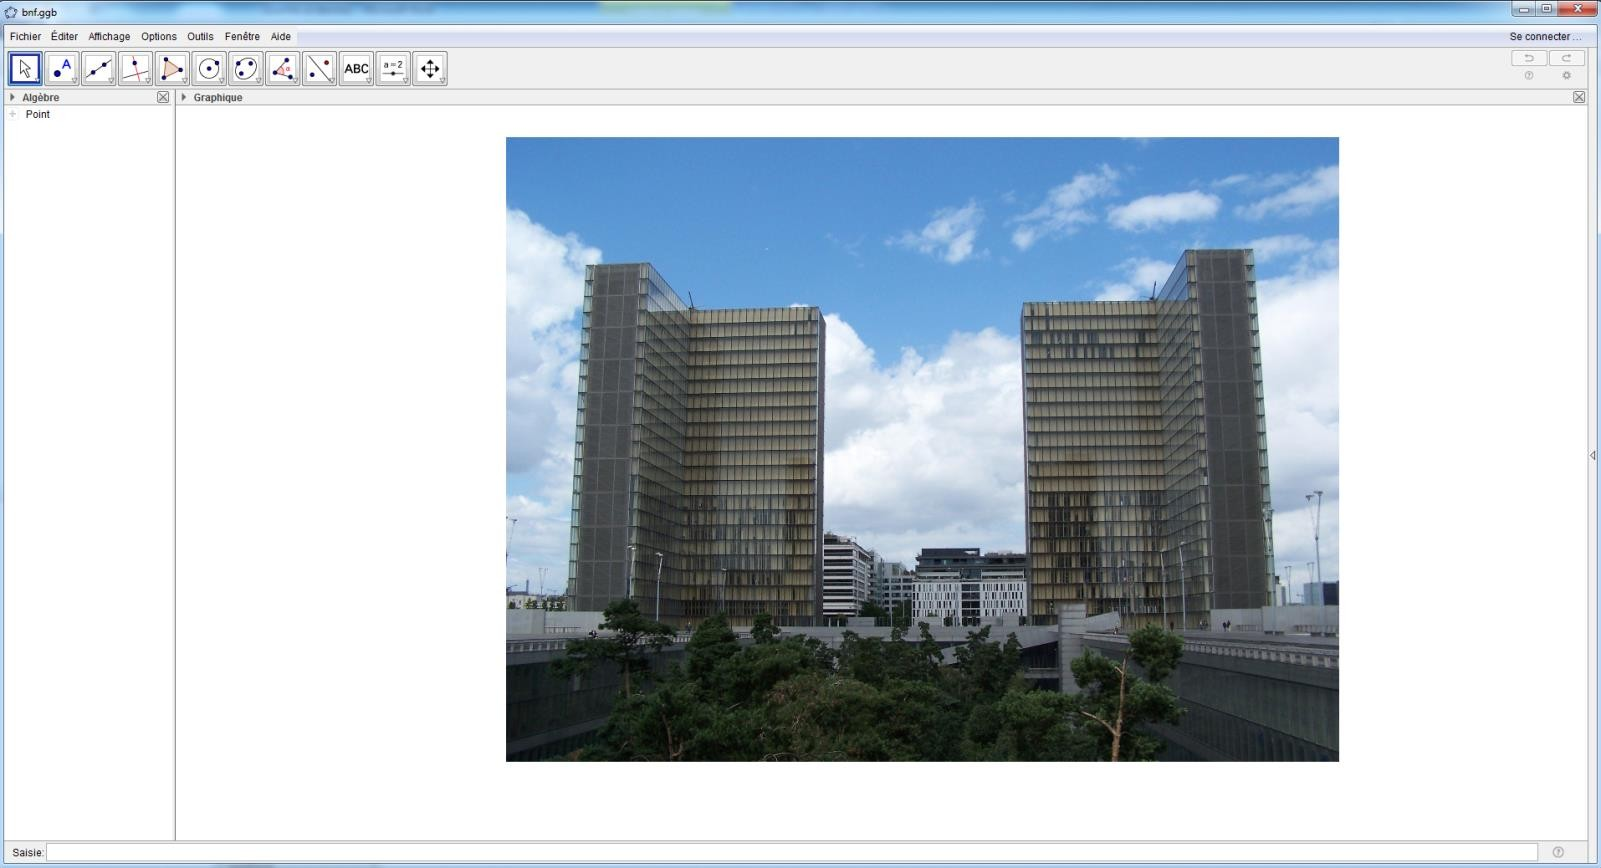 bnf.ggb
Fichier Éditer Affichage Options Outils Fenêtre Aide Se connecter ...
A α ABC a = 2
Algèbre Graphique
Point
Saisie: